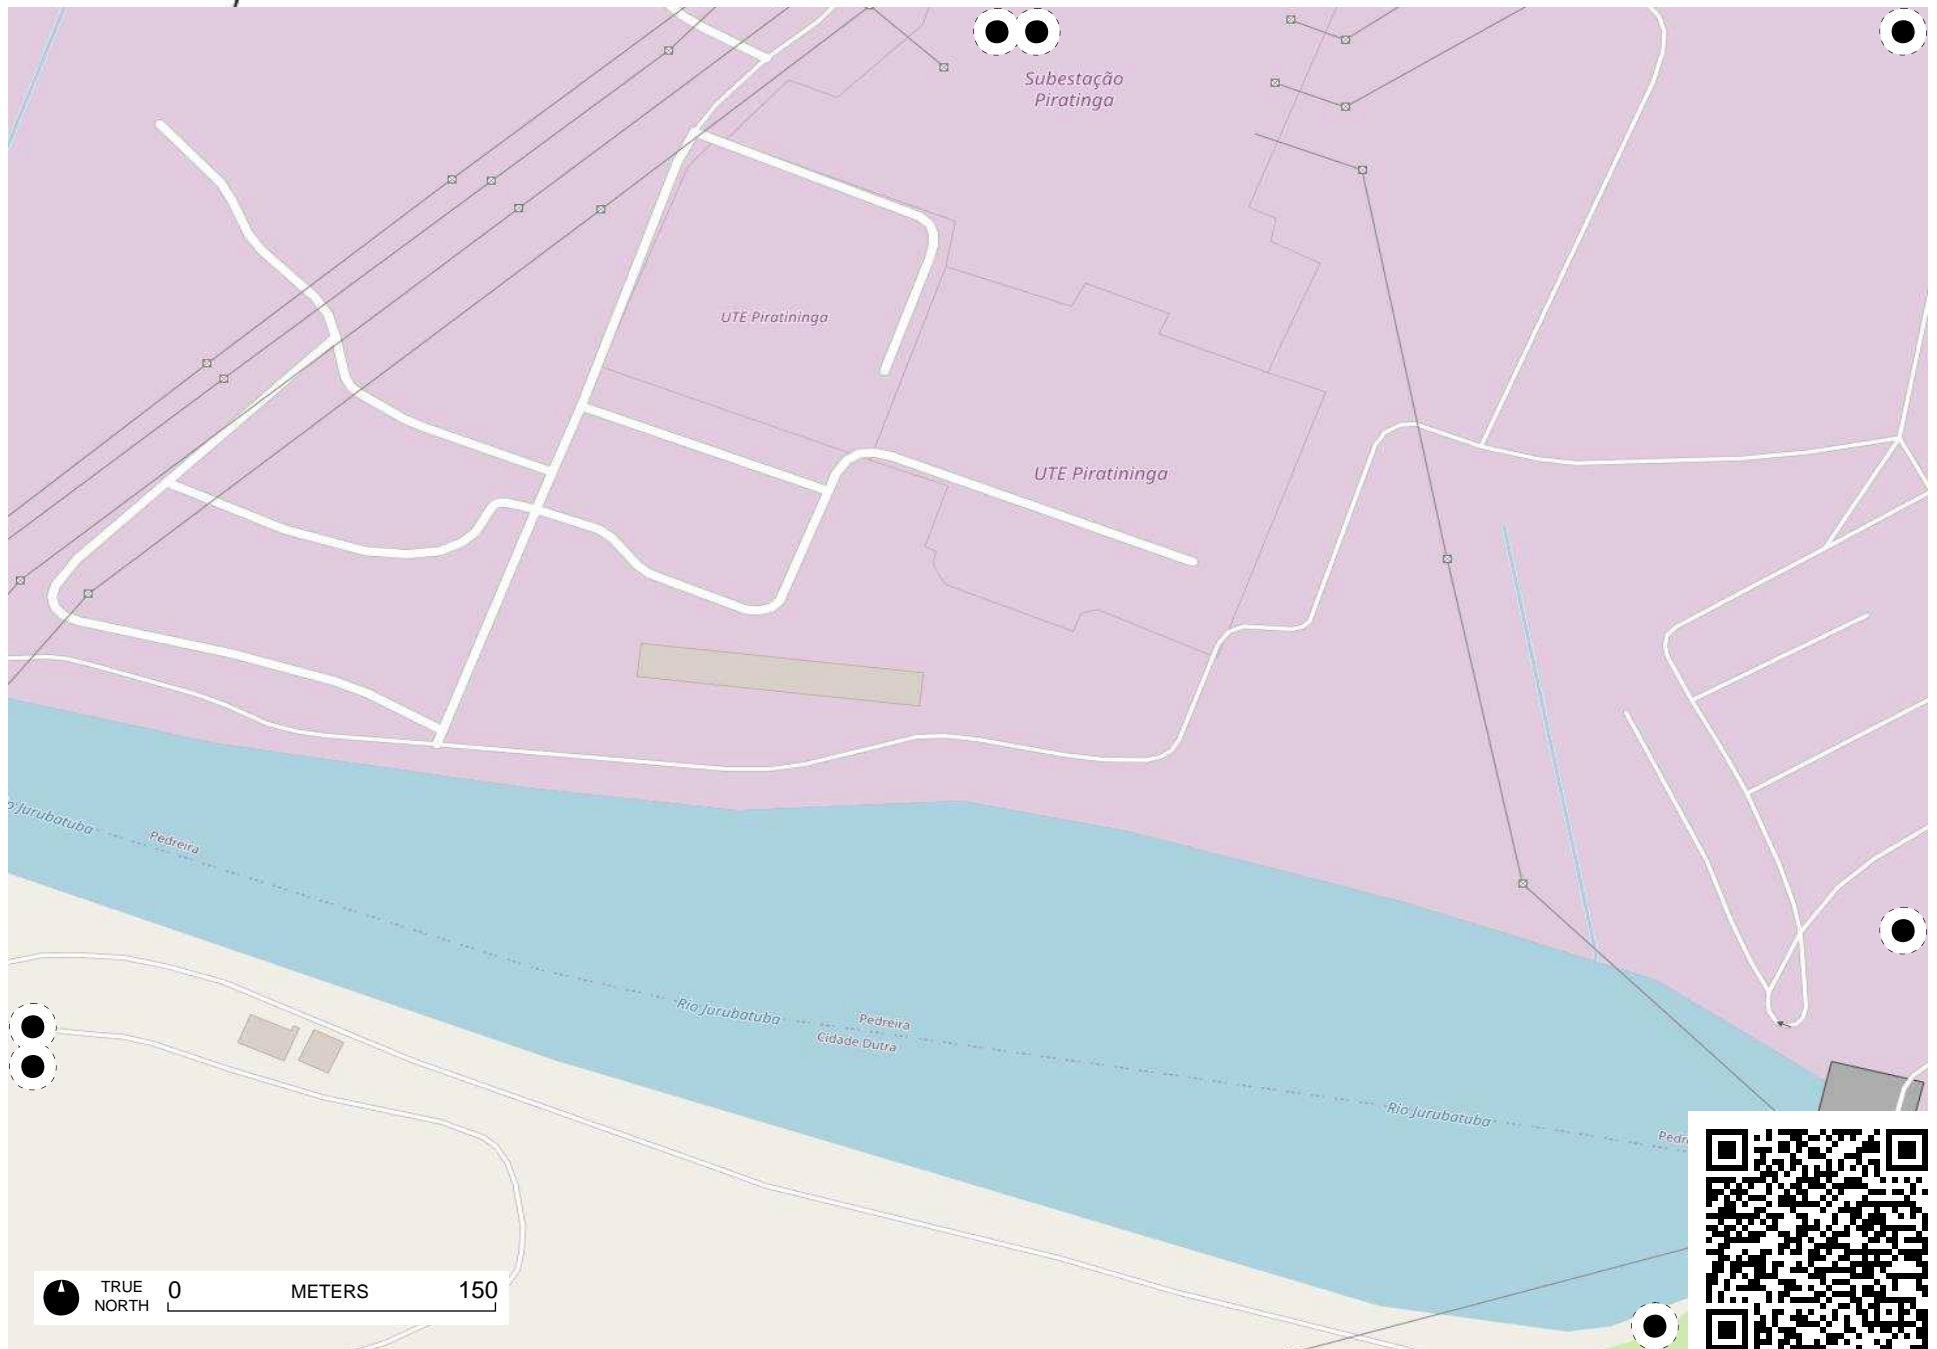 Subestação
Piratinga
UTE Piratininga
UTE Piratininga
Jurubatuba
Pedreira
Rio Jurubatuba
Pedreira
Cidade Dutra
Rio Jurubatuba
TRUE
NORTH
0
METERS
150